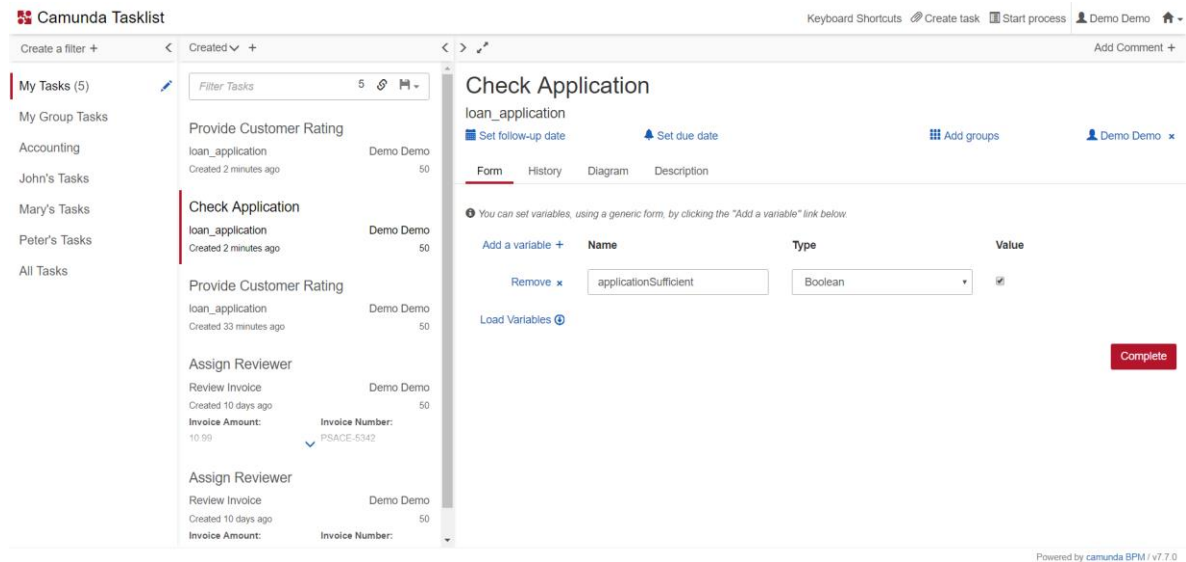 Camunda Tasklist
Keyboard Shortcuts Create task Start process Demo Demo
Create a filter +
Created +
Add Comment +
My Tasks (5)
My Group Tasks
Accounting
John's Tasks
Mary's Tasks
Peter's Tasks
All Tasks
Filter Tasks 5
Provide Customer Rating
loan_application Demo Demo
Created 2 minutes ago 50
Check Application
loan_application Demo Demo
Created 2 minutes ago 50
Provide Customer Rating
loan_application Demo Demo
Created 33 minutes ago 50
Assign Reviewer
Review Invoice Demo Demo
Created 10 days ago 50
Invoice Amount: Invoice Number:
10.99 PSACE-5342
Assign Reviewer
Review Invoice Demo Demo
Created 10 days ago 50
Invoice Amount: Invoice Number:
Check Application
loan_application
Set follow-up date Set due date Add groups Demo Demo ×
Form History Diagram Description
You can set variables, using a generic form, by clicking the "Add a variable" link below.
Add a variable + Name Type Value
Remove × applicationSufficient Boolean
Load Variables
Complete
Powered by camunda BPM / v7.7.0